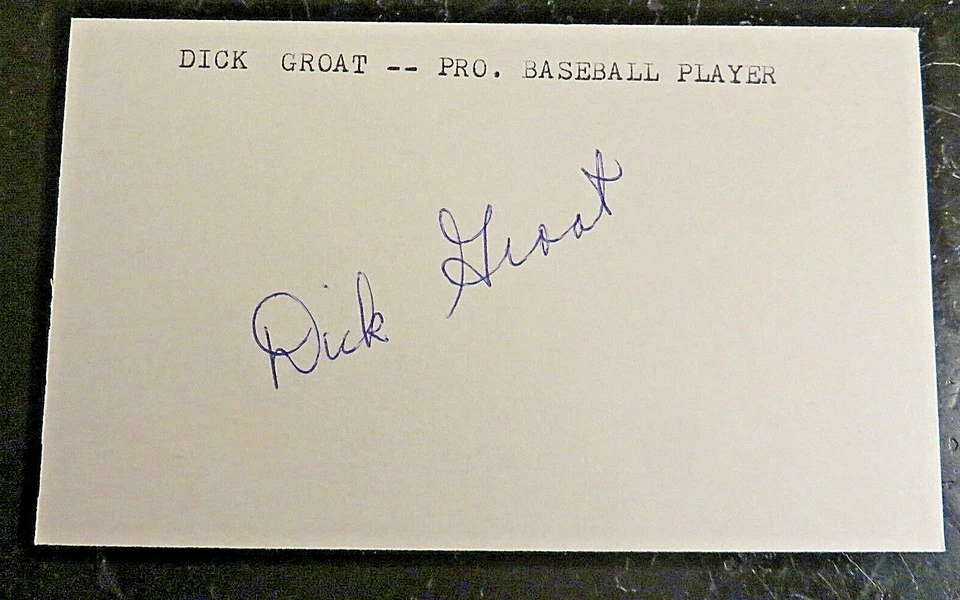 DICK GROAT -- PRO. BASEBALL PLAYER
Dick Groat